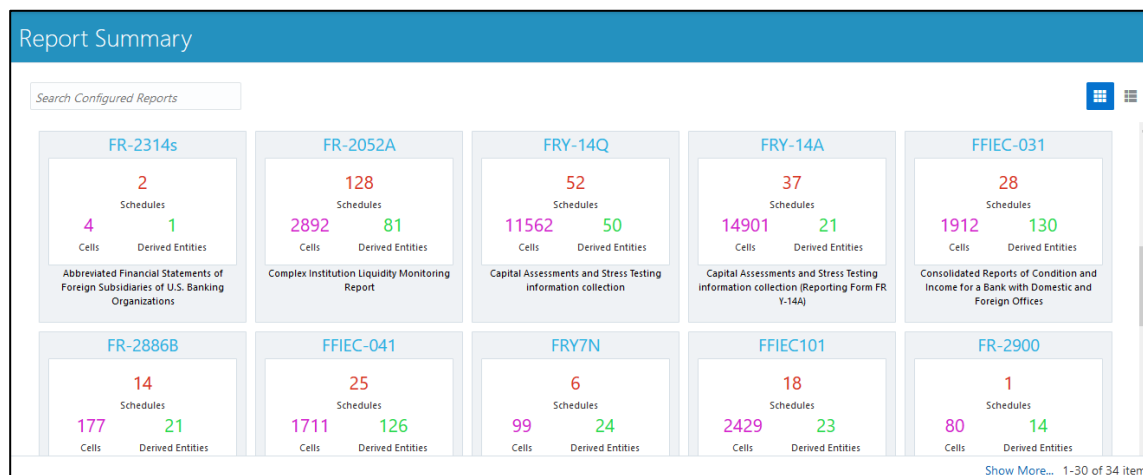 Report Summary
Search Configured Reports
FR-2314s
2
Schedules
4 1
Cells Derived Entities
Abbreviated Financial Statements of
Foreign Subsidiaries of U.S. Banking
Organizations
FR-2052A
128
Schedules
2892 81
Cells Derived Entities
Complex Institution Liquidity Monitoring
Report
FRY-14Q
52
Schedules
11562 50
Cells Derived Entities
Capital Assessments and Stress Testing
information collection
FRY-14A
37
Schedules
14901 21
Cells Derived Entities
Capital Assessments and Stress Testing
information collection (Reporting Form FR
Y-14A)
FFIEC-031
28
Schedules
1912 130
Cells Derived Entities
Consolidated Reports of Condition and
Income for a Bank with Domestic and
Foreign Offices
FR-2886B
14
Schedules
177 21
Cells Derived Entities
FFIEC-041
25
Schedules
1711 126
Cells Derived Entities
FRY7N
6
Schedules
99 24
Cells Derived Entities
FFIEC101
18
Schedules
2429 23
Cells Derived Entities
FR-2900
1
Schedules
80 14
Cells Derived Entities
Show More... 1-30 of 34 item